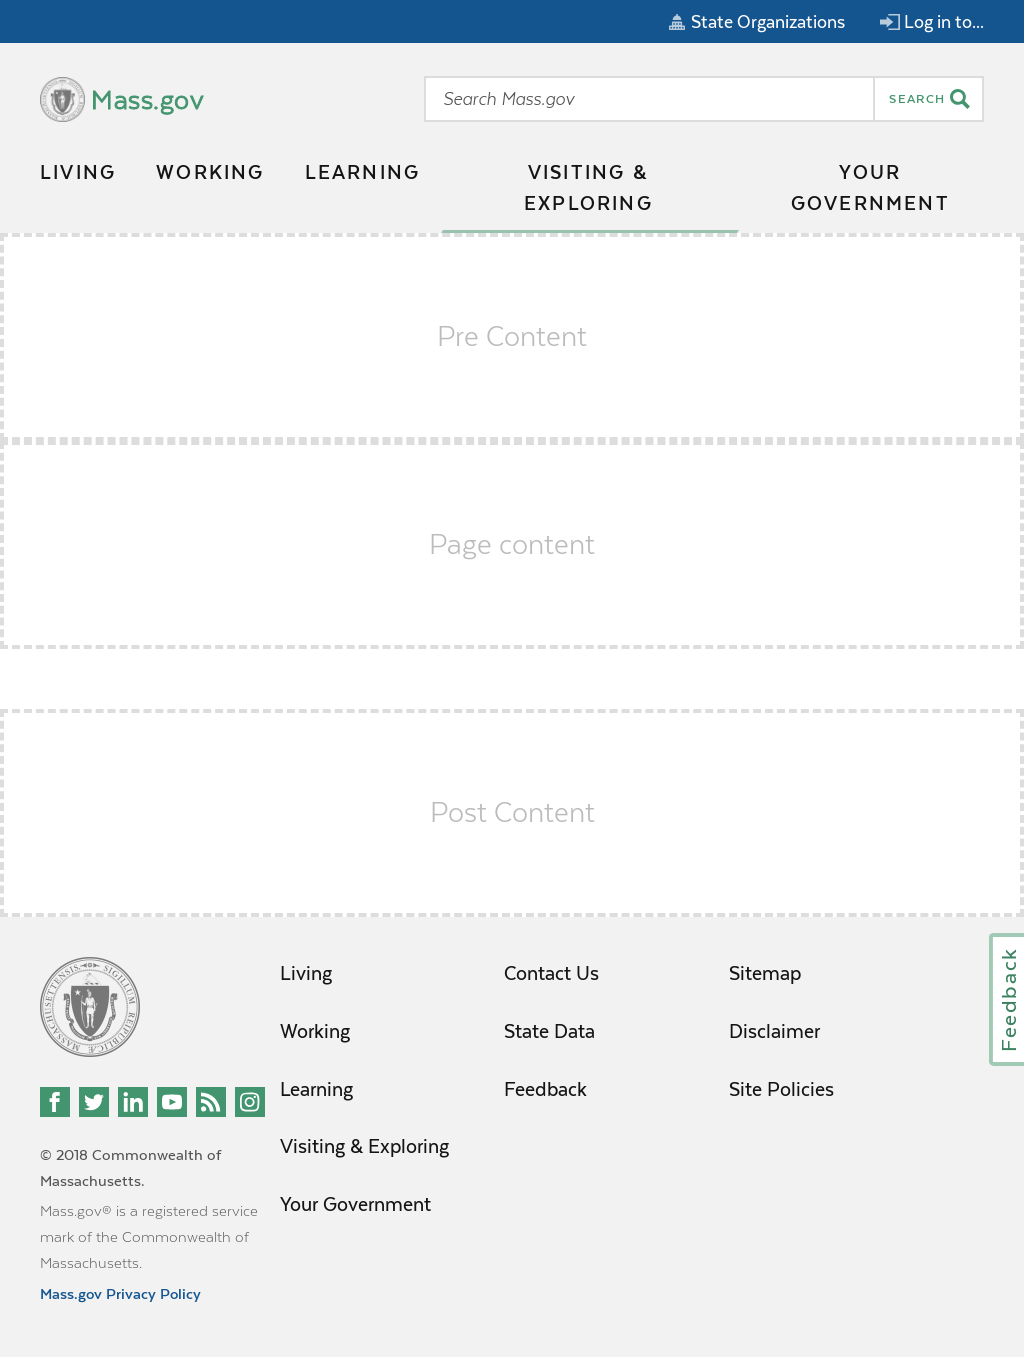 State Organizations
Log in to...
Mass.gov
Search Mass.gov
SEARCH
LIVING
WORKING
LEARNING
VISITING &
EXPLORING
YOUR
GOVERNMENT
Pre Content
Page content
Post Content
Feedback
Living
Working
Learning
Visiting & Exploring
Your Government
Contact Us
State Data
Feedback
Sitemap
Disclaimer
Site Policies
© 2018 Commonwealth of
Massachusetts.
Mass.gov® is a registered service
mark of the Commonwealth of
Massachusetts.
Mass.gov Privacy Policy